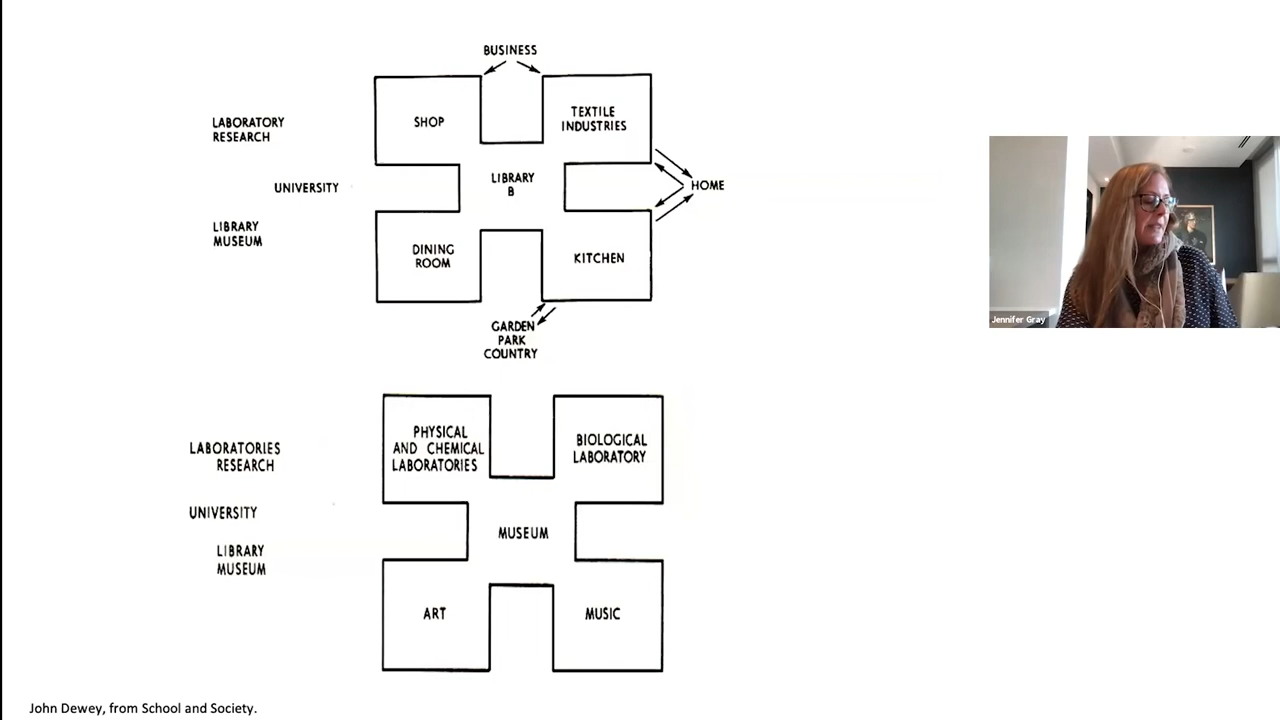 BUSINESS
LABORATORY
RESEARCH
SHOP
TEXTILE
INDUSTRIES
UNIVERSITY
LIBRARY
B
HOME
LIBRARY
MUSEUM
DINING
ROOM
KITCHEN
GARDEN
PARK
COUNTRY
Jennifer Gray
LABORATORIES
RESEARCH
PHYSICAL
AND CHEMICAL
LABORATORIES
BIOLOGICAL
LABORATORY
UNIVERSITY
MUSEUM
LIBRARY
MUSEUM
ART
MUSIC
John Dewey, from School and Society.